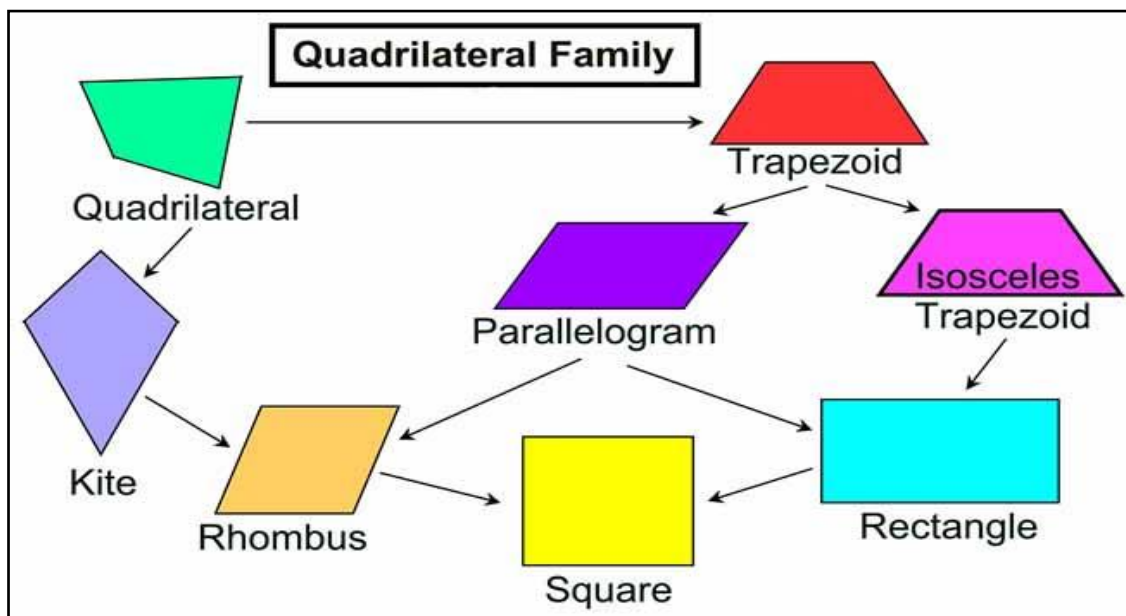 Quadrilateral Family
Trapezoid
Quadrilateral
Isosceles
Trapezoid
Parallelogram
Kite
Rhombus
Rectangle
Square